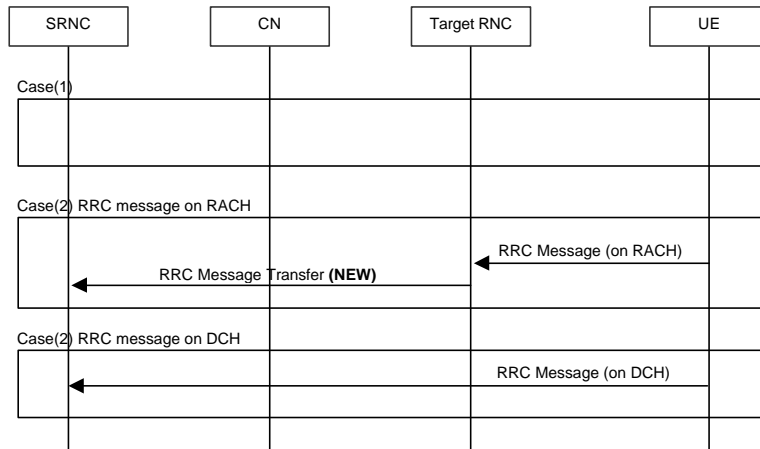 SRNC
CN
Target RNC
UE
Case(1)
Case(2) RRC message on RACH
RRC Message (on RACH)
RRC Message Transfer (NEW)
Case(2) RRC message on DCH
RRC Message (on DCH)